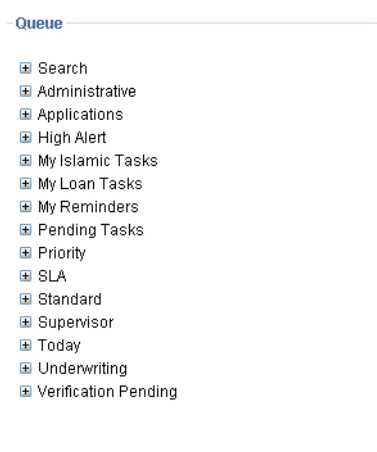 Queue
Search
Administrative
Applications
High Alert
My Islamic Tasks
My Loan Tasks
My Reminders
Pending Tasks
Priority
SLA
Standard
Supervisor
Today
Underwriting
Verification Pending